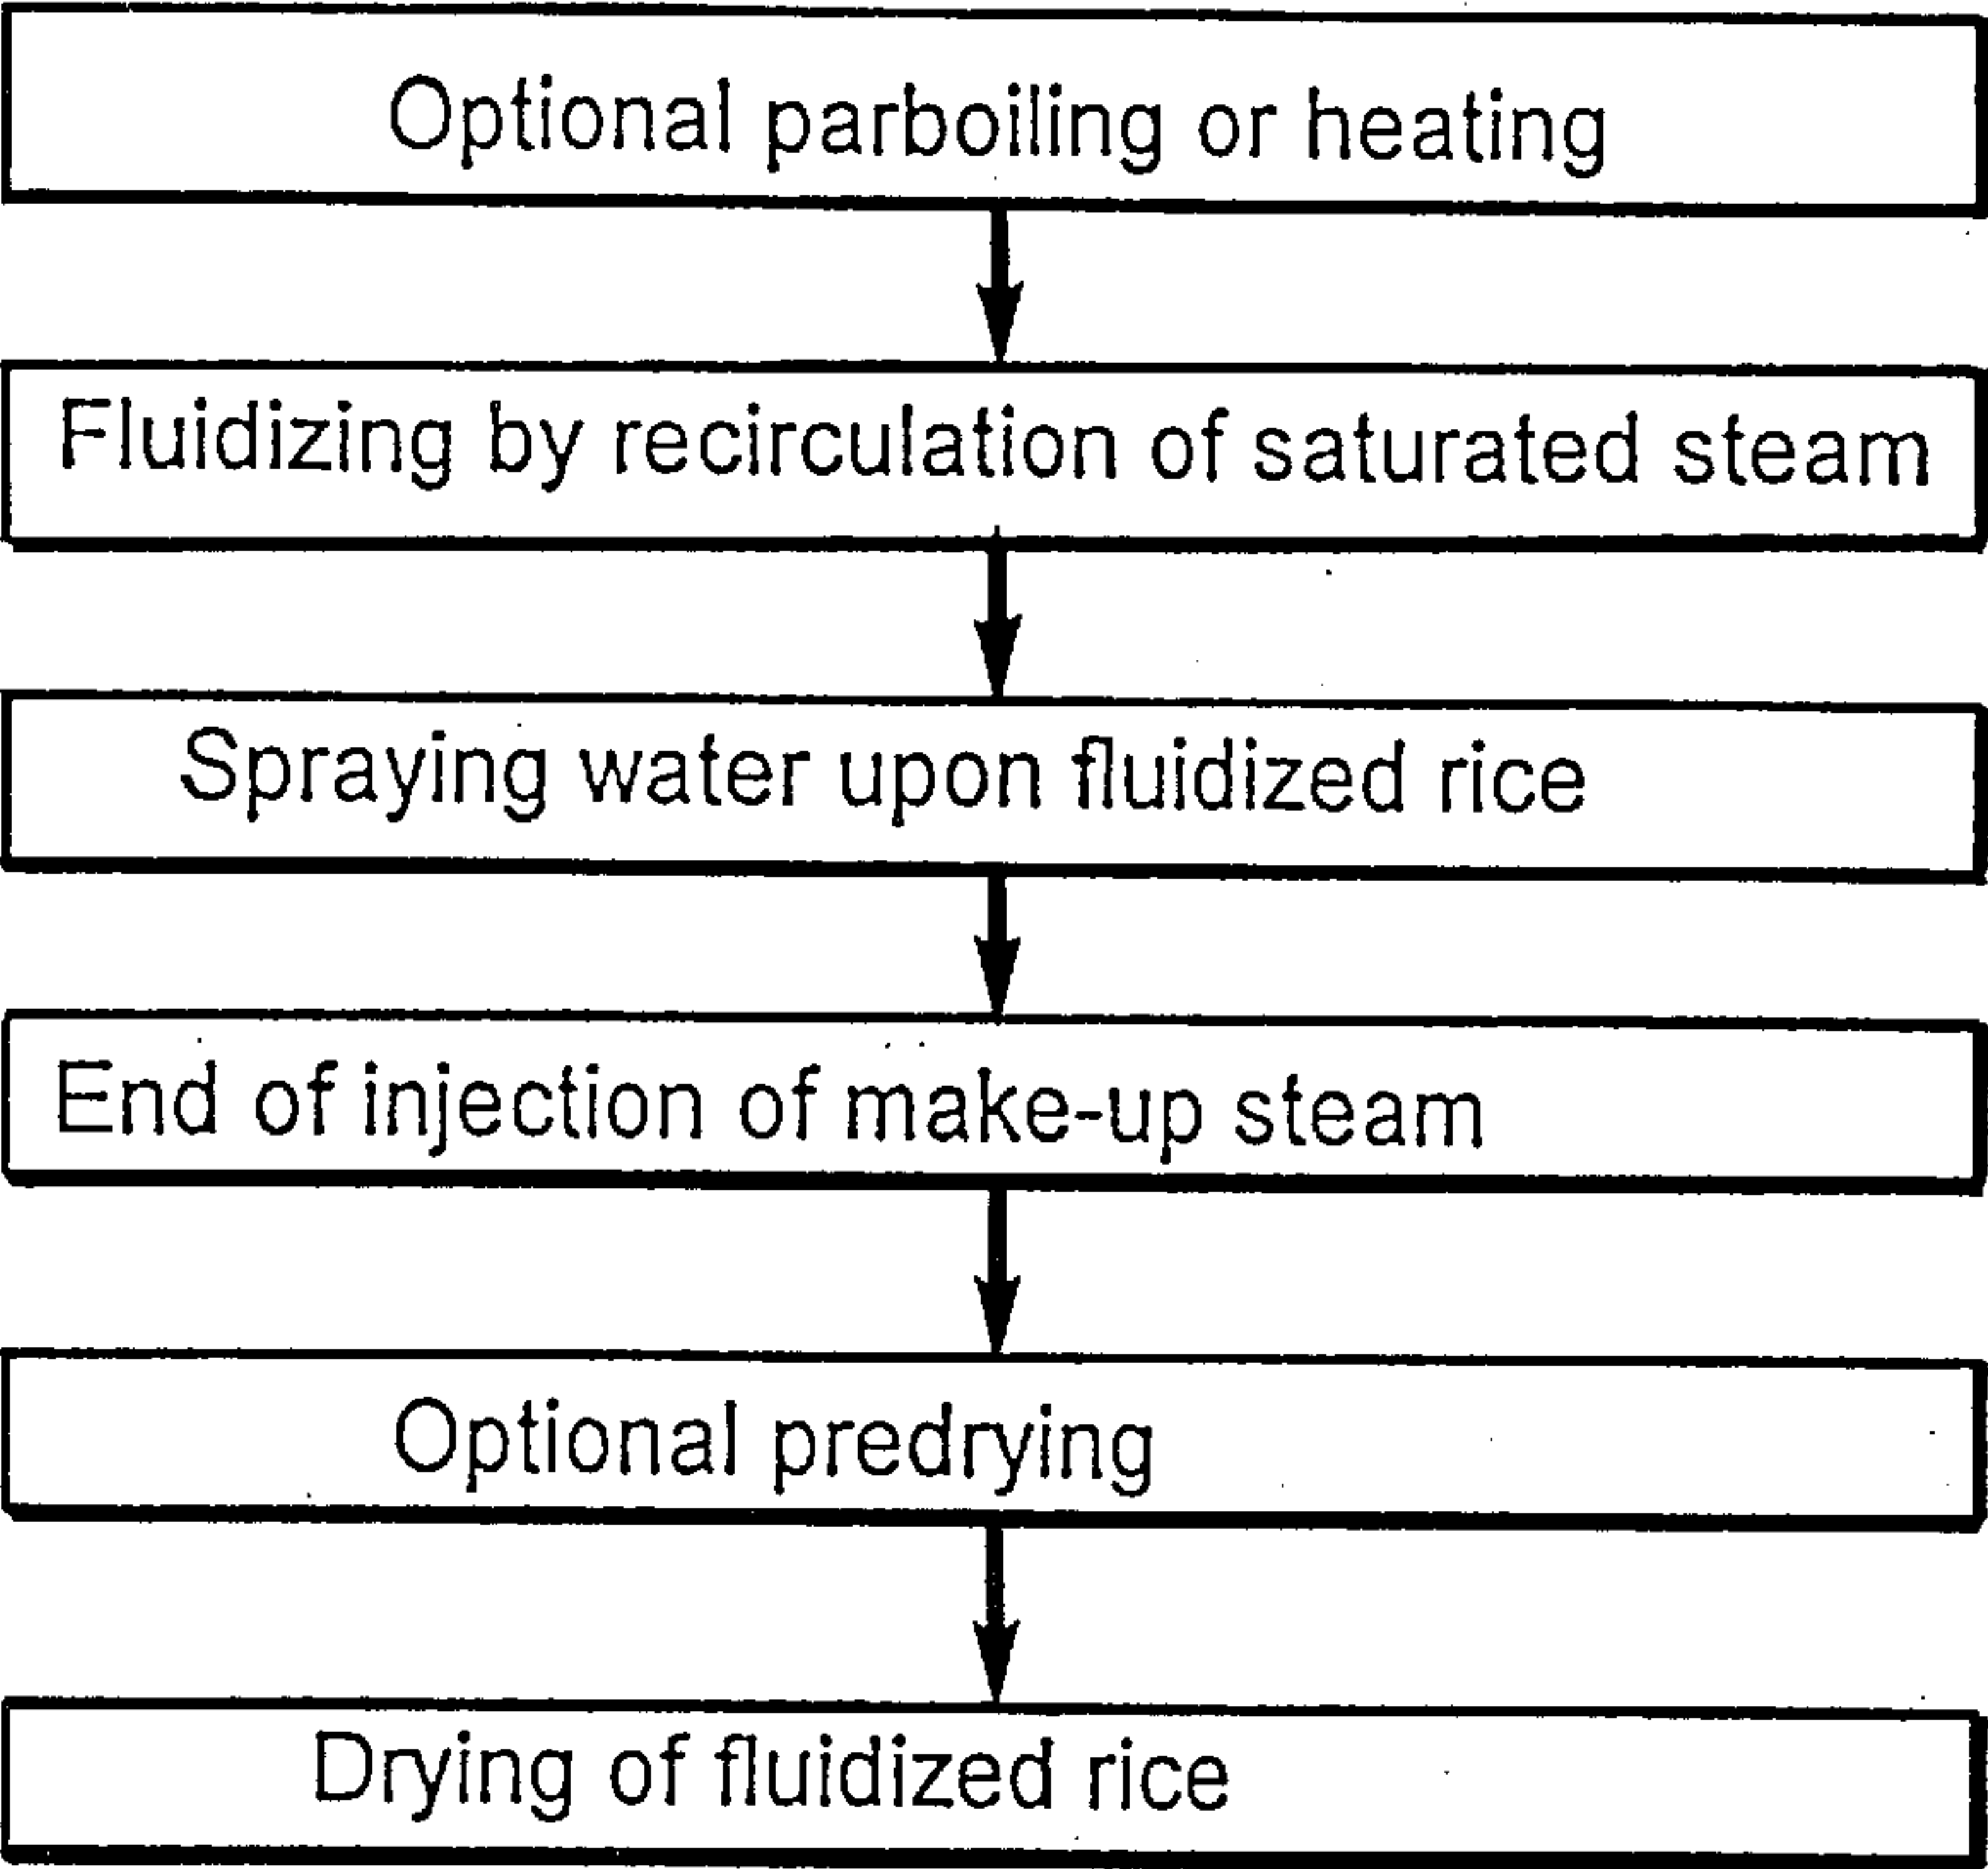 Optional parboiling or heating
Fluidizing by recirculation of saturated steam
Spraying water upon fluidized rice
End of injection of make-up steam
Optional predrying
Drying of fluidized rice